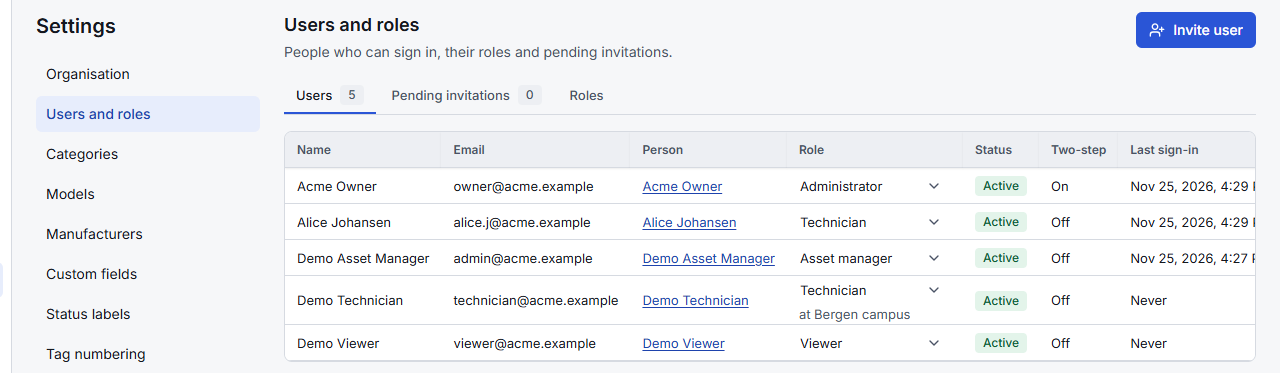 Settings
Organisation
Users and roles
Categories
Models
Manufacturers
Custom fields
Status labels
Tag numbering
Users and roles
People who can sign in, their roles and pending invitations.
Invite user
Users 5 Pending invitations 0 Roles
Name Email Person Role Status Two-step Last sign-in
Acme Owner owner@acme.example Acme Owner Administrator Active On Nov 25, 2026, 4:29
Alice Johansen alice.j@acme.example Alice Johansen Technician Active Off Nov 25, 2026, 4:29
Demo Asset Manager admin@acme.example Demo Asset Manager Asset manager Active Off Nov 25, 2026, 4:27
Demo Technician technician@acme.example Demo Technician Technician Active Off Never
at Bergen campus
Demo Viewer viewer@acme.example Demo Viewer Viewer Active Off Never